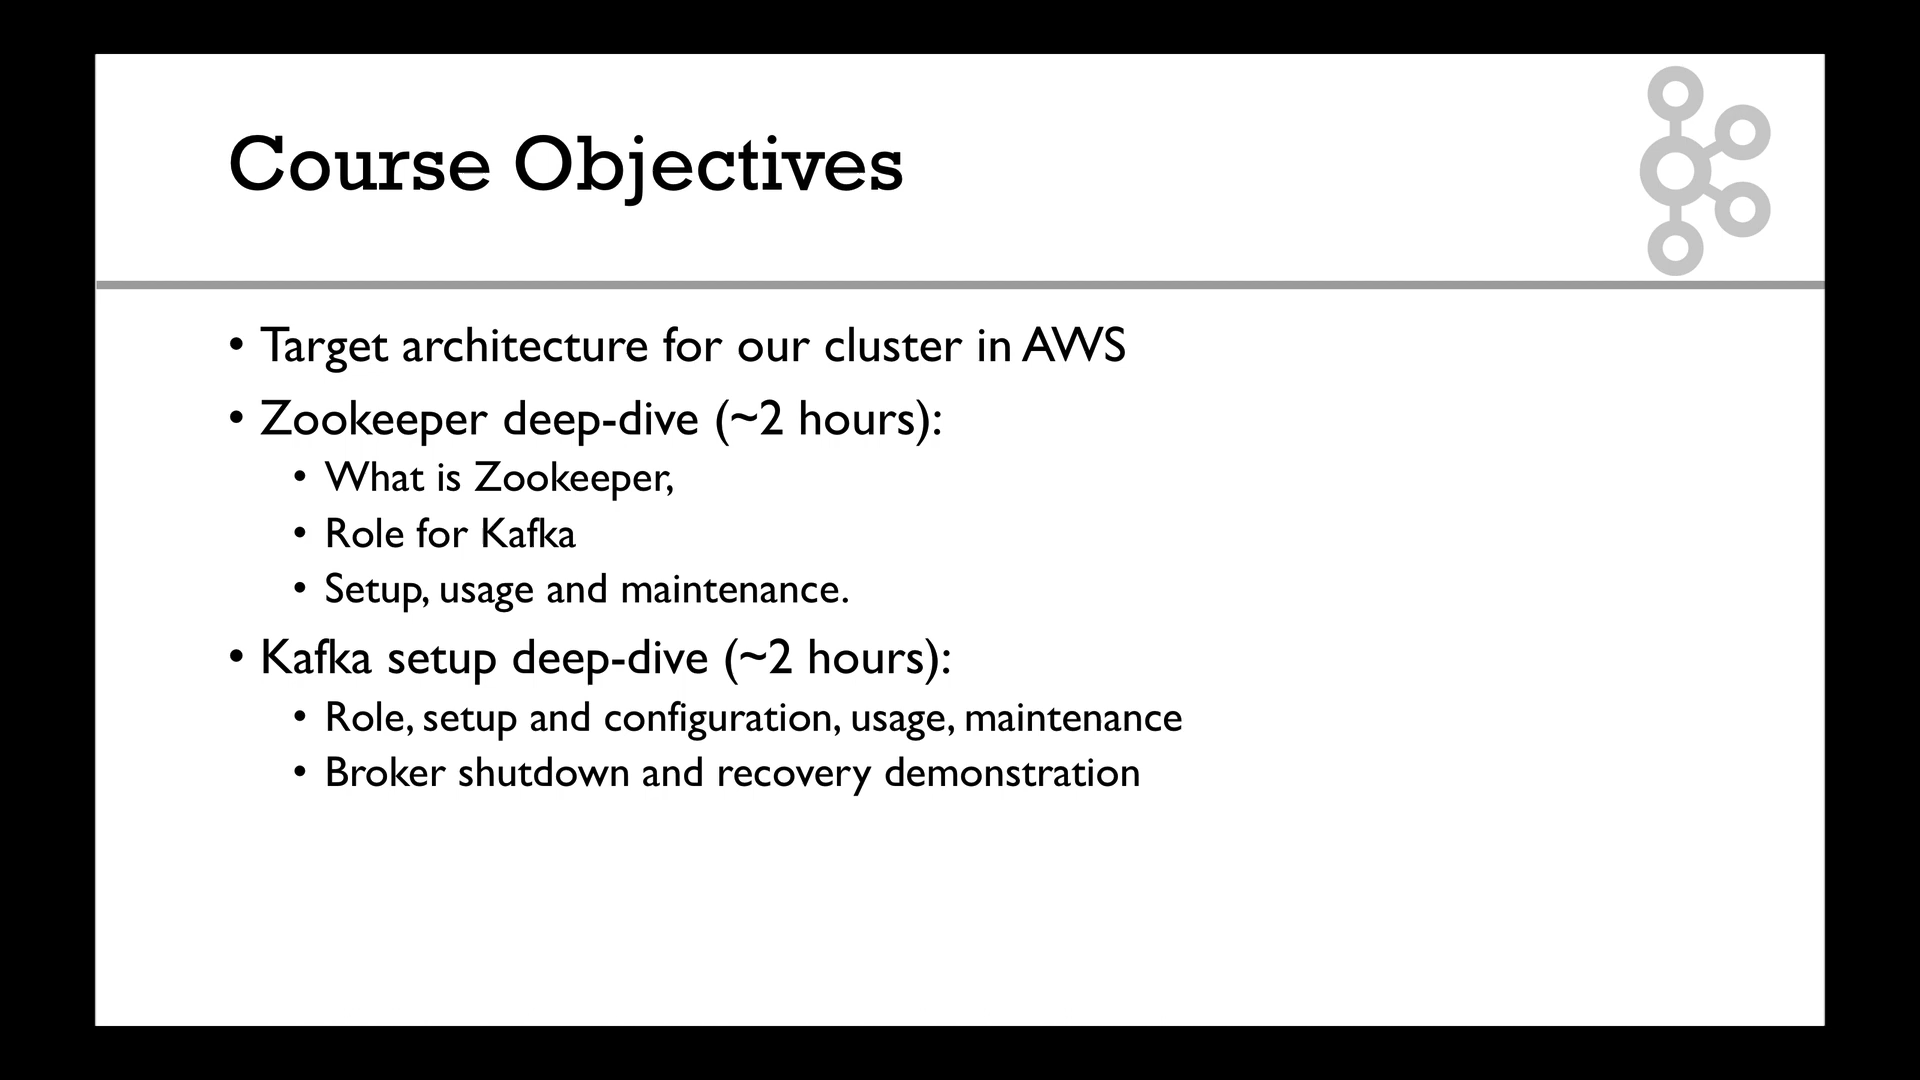 Course Objectives
• Target architecture for our cluster in AWS
• Zookeeper deep-dive (~2 hours):
• What is Zookeeper,
• Role for Kafka
• Setup, usage and maintenance.
• Kafka setup deep-dive (~2 hours):
• Role, setup and configuration, usage, maintenance
• Broker shutdown and recovery demonstration